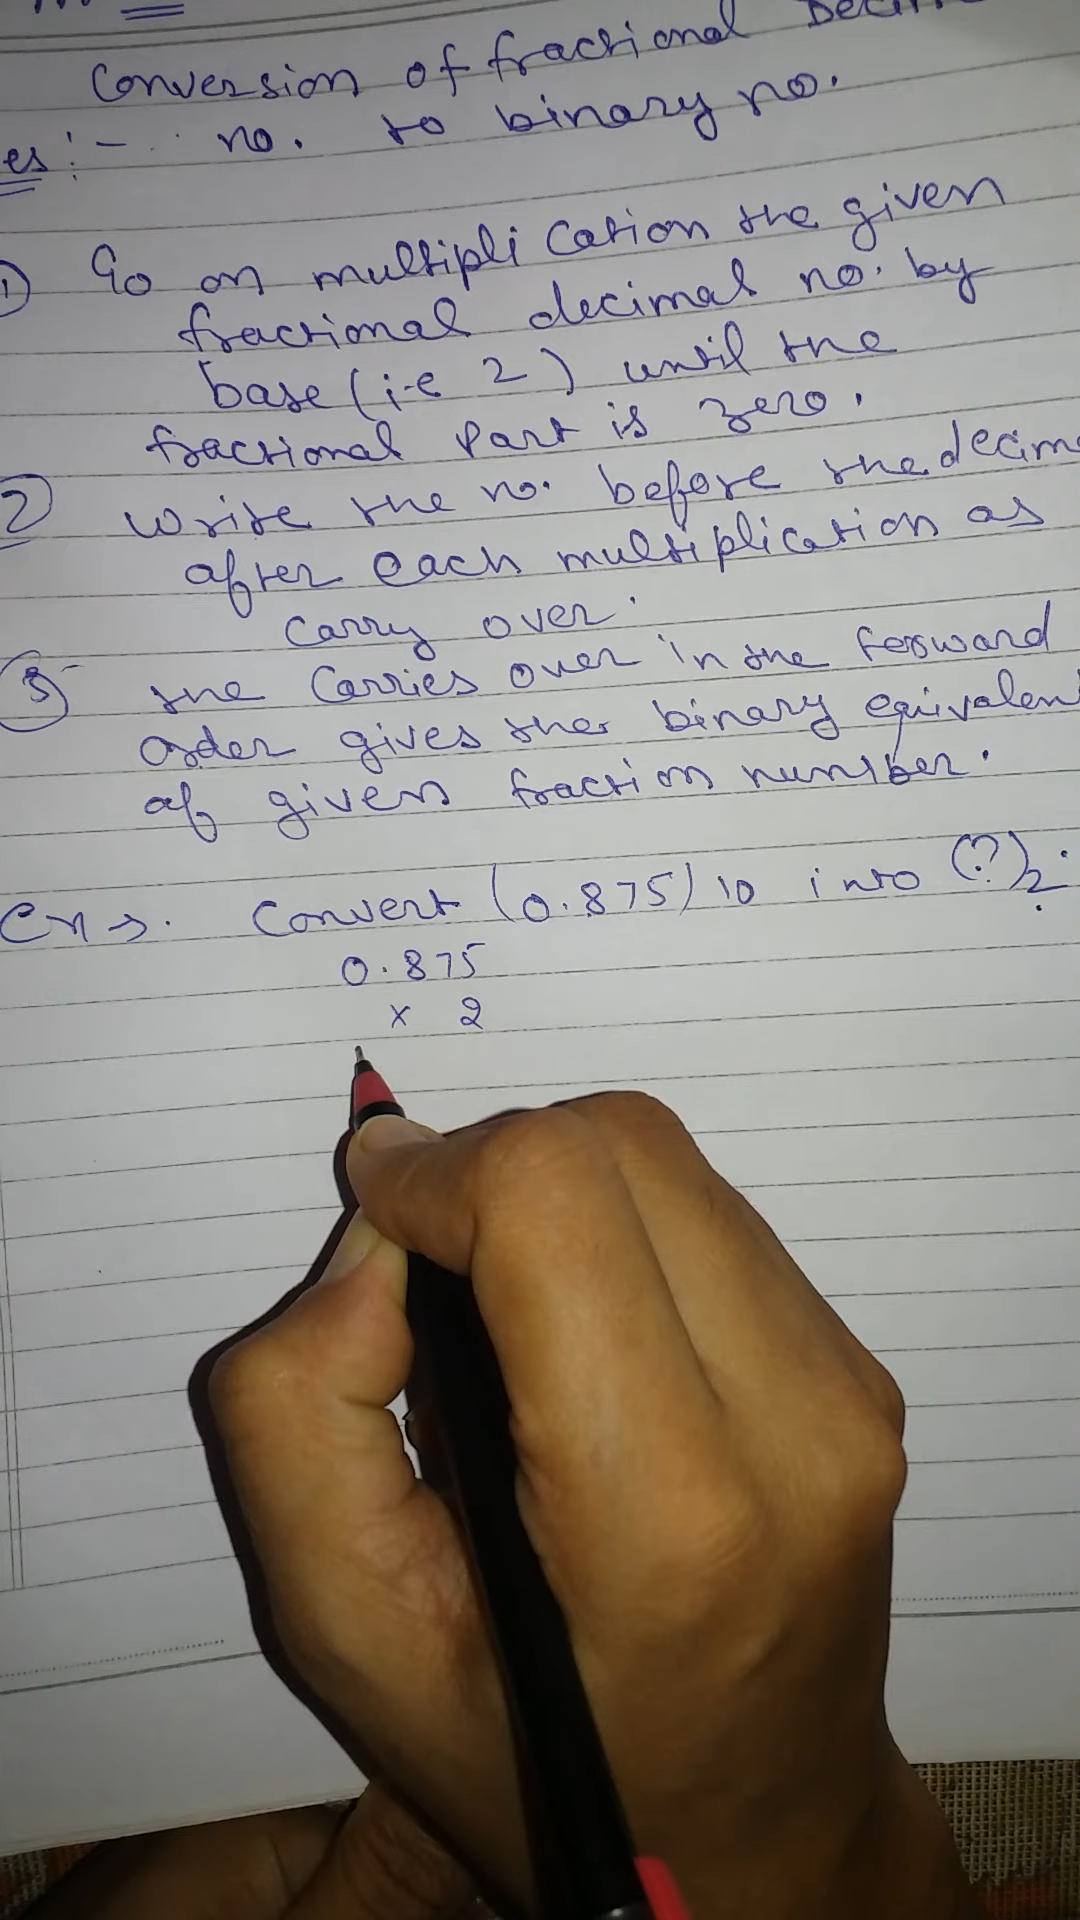 Conversion of fractional Decim
es :- no. to binary no.
1) Go on multiplication the given
fractional decimal no. by
base (i-e 2) until the
fractional Part is zero.
2) write the no. before the decim
after each multiplication as
carry over.
3) the Carries over in the forward
order gives the binary equivalen
of given fraction number.
Ex→. Convert (0.875)10 into (?)2.
0.875
x 2